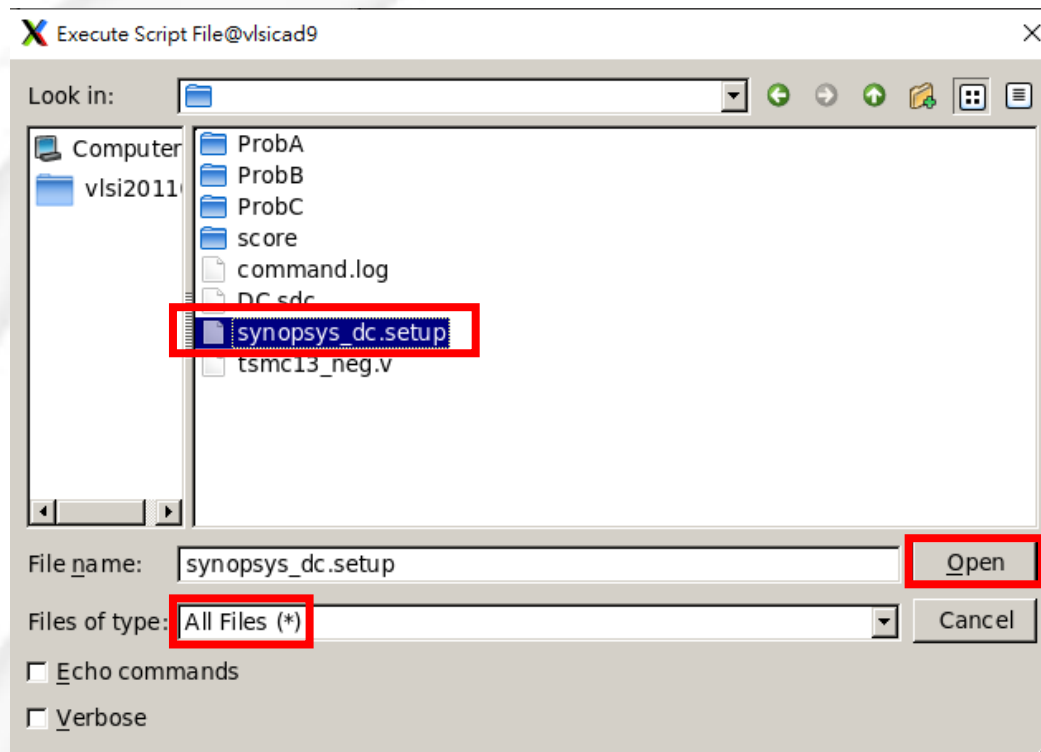 Execute Script File@vlsicad9
Look in:
Computer
vlsi2011
ProbA
ProbB
ProbC
score
command.log
DC.sdc
synopsys_dc.setup
tsmc13_neg.v
File name: synopsys_dc.setup Open
Files of type: All Files (*) Cancel
Echo commands
Verbose